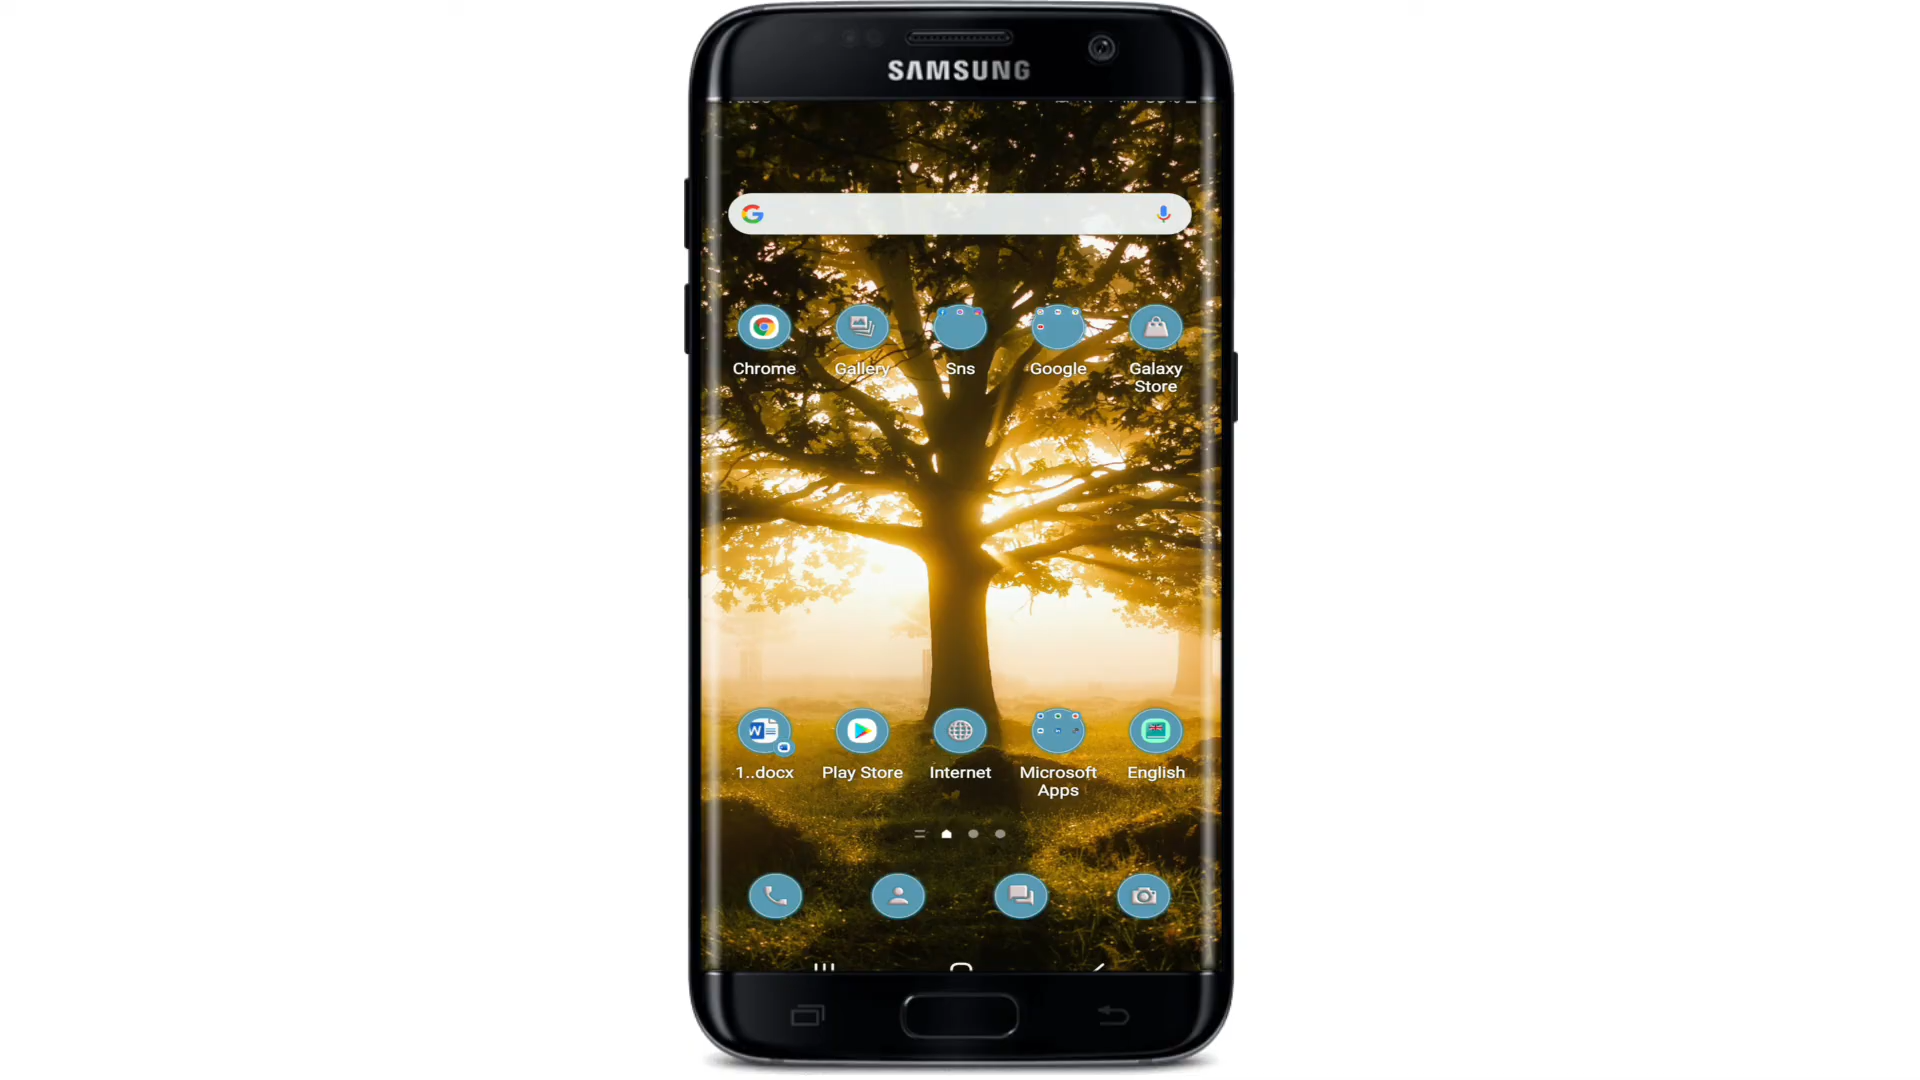 SAMSUNG
Chrome
Gallery
Sns
Google
Galaxy
Store
1..docx
Play Store
Internet
Microsoft
Apps
English